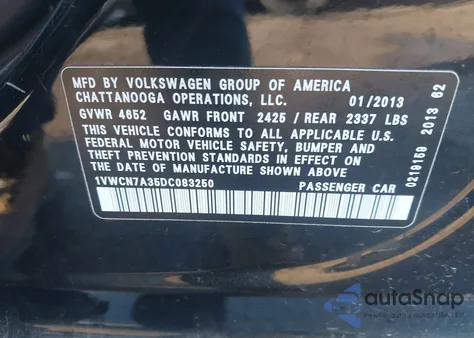 MFD BY VOLKSWAGEN GROUP OF AMERICA
CHATTANOOGA OPERATIONS, LLC. 01/2013
GVWR 4652 GAWR FRONT 2425 / REAR 2337 LBS
THIS VEHICLE CONFORMS TO ALL APPLICABLE U.S.
FEDERAL MOTOR VEHICLE SAFETY, BUMPER AND
THEFT PREVENTION STANDARDS IN EFFECT ON
THE DATE OF MANUFACTURE SHOWN ABOVE
1VWCN7A35DC083250 PASSENGER CAR
0219159 2013 02
autoSnap